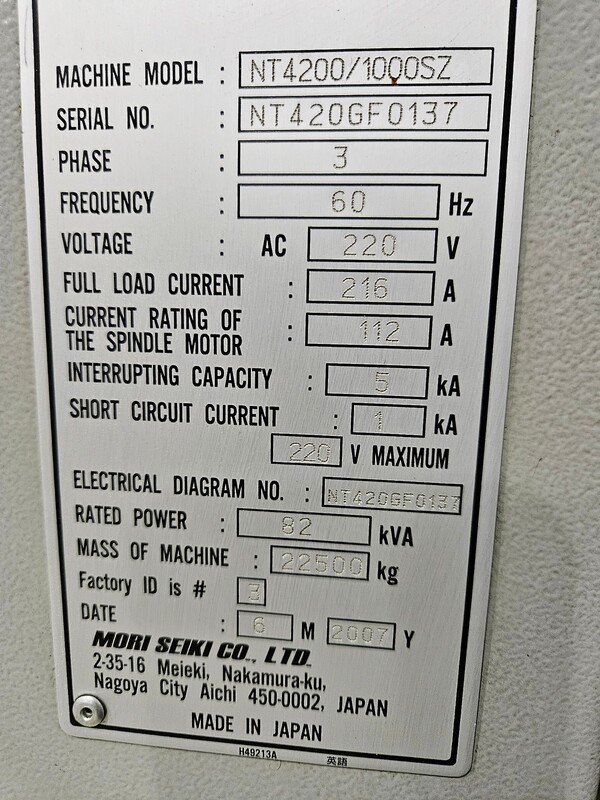 MACHINE MODEL : NT4200/1000SZ
SERIAL NO. : NT420GF0137
PHASE : 3
FREQUENCY : 60 Hz
VOLTAGE : AC 220 V
FULL LOAD CURRENT : 216 A
CURRENT RATING OF
THE SPINDLE MOTOR : 112 A
INTERRUPTING CAPACITY : 5 kA
SHORT CIRCUIT CURRENT : 1 kA
220 V MAXIMUM
ELECTRICAL DIAGRAM NO. : NT420GF0137
RATED POWER : 82 kVA
MASS OF MACHINE : 22500 kg
Factory ID is # 3
DATE : 6 M 2007 Y
MORI SEIKI CO., LTD.
2-35-16 Meieki, Nakamura-ku,
Nagoya City Aichi 450-0002, JAPAN
MADE IN JAPAN
H49213A 英語